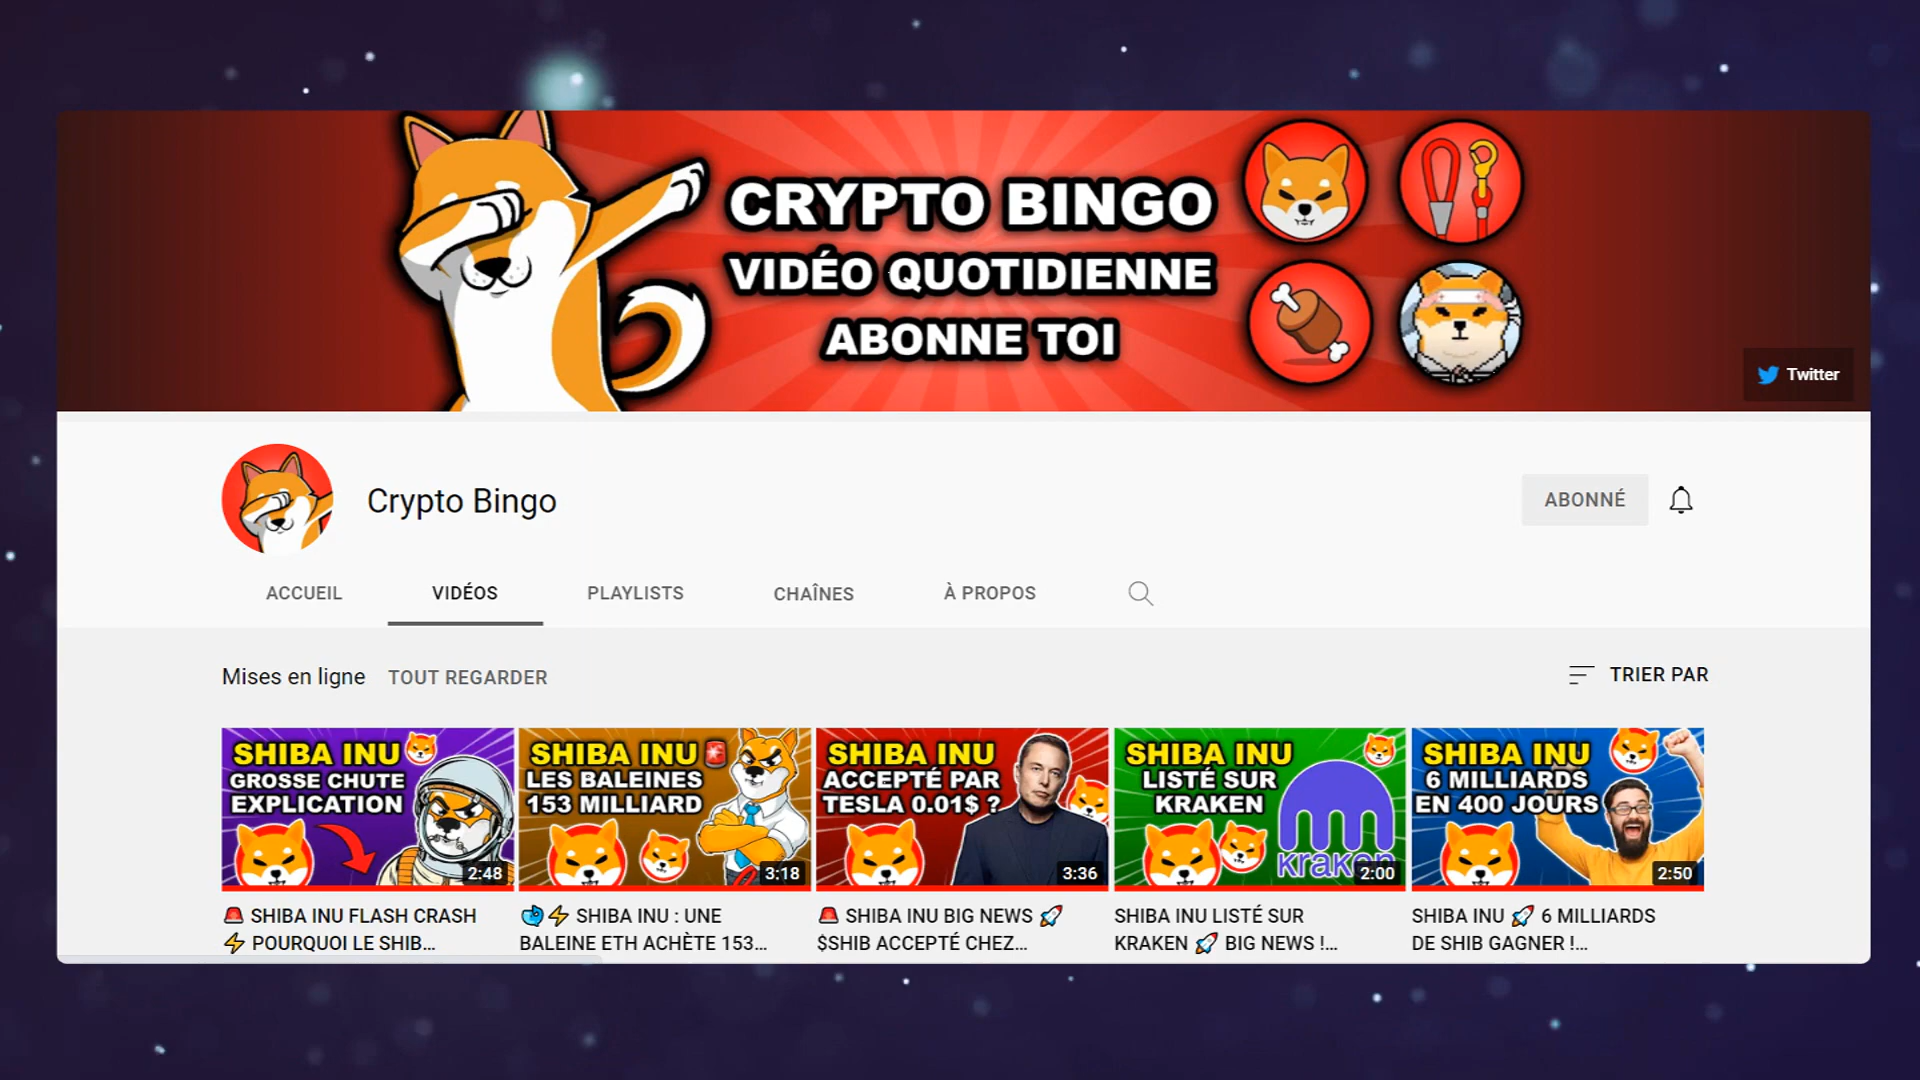 CRYPTO BINGO
VIDÉO QUOTIDIENNE
ABONNE TOI
Twitter
Crypto Bingo
ABONNÉ
ACCUEIL
VIDÉOS
PLAYLISTS
CHAÎNES
À PROPOS
Mises en ligne
TOUT REGARDER
TRIER PAR
SHIBA INU
GROSSE CHUTE
EXPLICATION
2:48
SHIBA INU
LES BALEINES
153 MILLIARD
3:18
SHIBA INU
ACCEPTÉ PAR
TESLA 0.01$ ?
3:36
SHIBA INU
LISTÉ SUR
KRAKEN
kraken
2:00
SHIBA INU
6 MILLIARDS
EN 400 JOURS
2:50
🚨 SHIBA INU FLASH CRASH
⚡ POURQUOI LE SHIB...
🐳⚡ SHIBA INU : UNE
BALEINE ETH ACHÈTE 153...
🚨 SHIBA INU BIG NEWS 🚀
$SHIB ACCEPTÉ CHEZ...
SHIBA INU LISTÉ SUR
KRAKEN 🚀 BIG NEWS !...
SHIBA INU 🚀 6 MILLIARDS
DE SHIB GAGNER !...